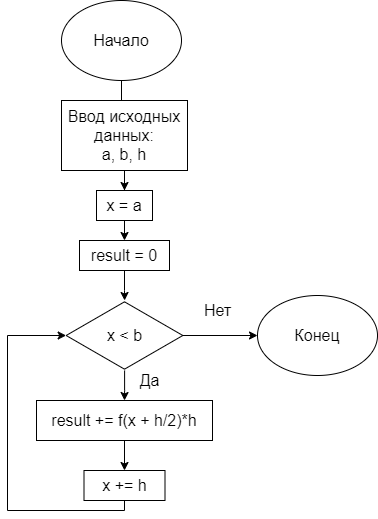 Начало
Ввод исходных
данных:
a, b, h
x = a
result = 0
x < b
Нет
Конец
Да
result += f(x + h/2)*h
x += h